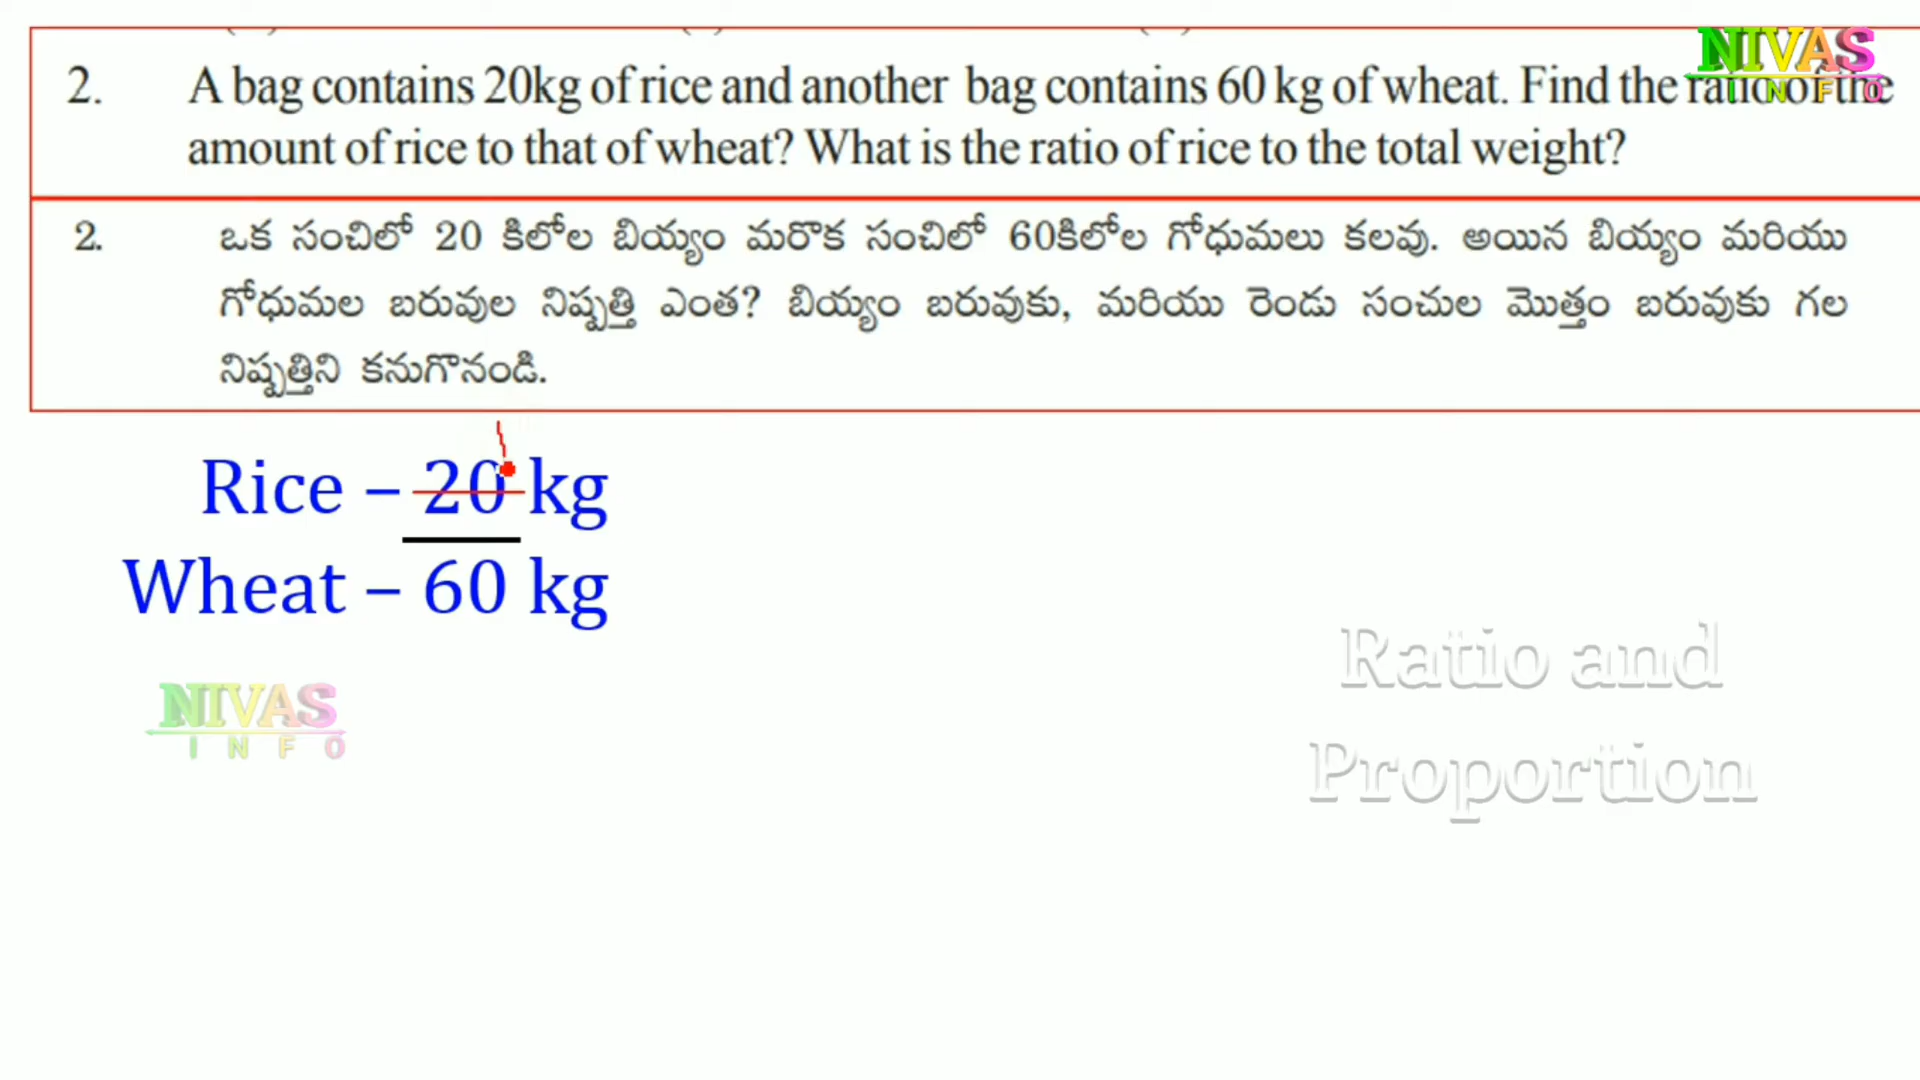 NIVAS
INFO
2. A bag contains 20kg of rice and another bag contains 60 kg of wheat. Find the ratio of the
amount of rice to that of wheat? What is the ratio of rice to the total weight?
2. ఒక సంచిలో 20 కిలోల బియ్యం మరొక సంచిలో 60కిలోల గోధుమలు కలవు. అయిన బియ్యం మరియు
గోధుమల బరువుల నిష్పత్తి ఎంత? బియ్యం బరువుకు, మరియు రెండు సంచుల మొత్తం బరువుకు గల
నిష్పత్తిని కనుగొనండి.
Rice – 20 kg
Wheat – 60 kg
Ratio and
Proportion
NIVAS
INFO